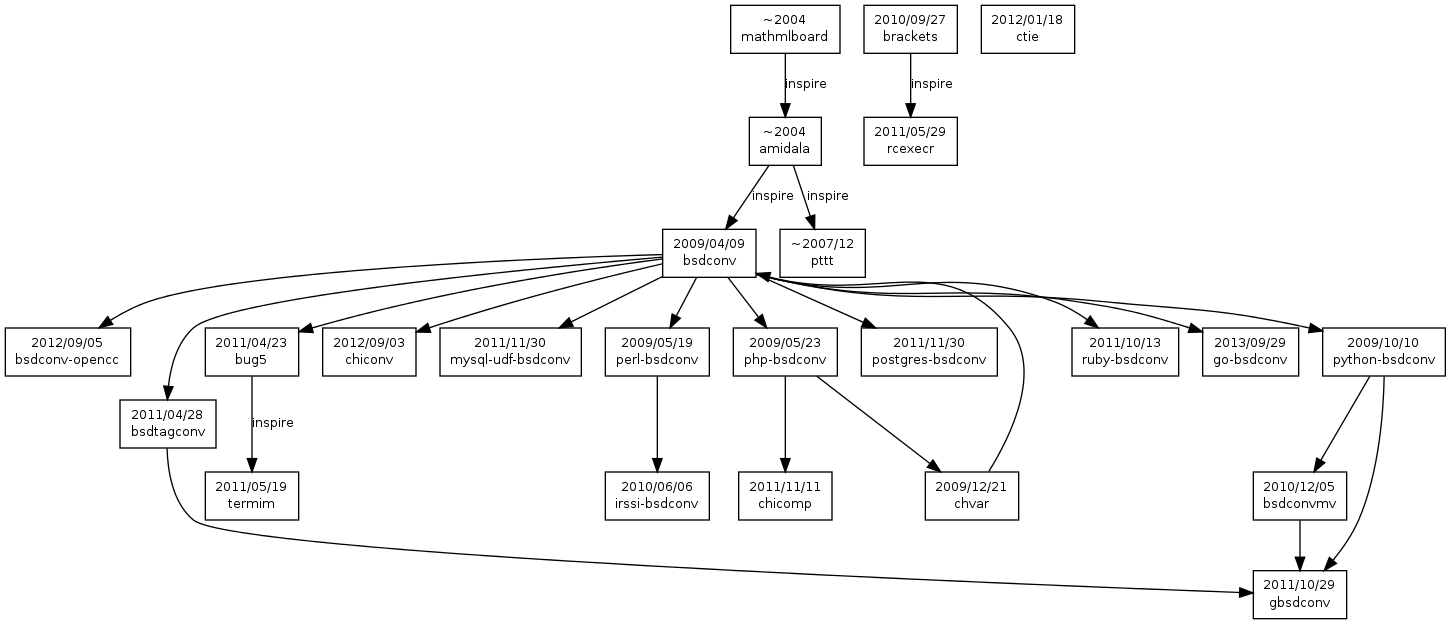 ~2004
mathmlboard
2010/09/27
brackets
2012/01/18
ctie
inspire
inspire
~2004
amidala
2011/05/29
rcexecr
inspire
inspire
2009/04/09
bsdconv
~2007/12
pttt
2012/09/05
bsdconv-opencc
2011/04/23
bug5
2012/09/03
chiconv
2011/11/30
mysql-udf-bsdconv
2009/05/19
perl-bsdconv
2009/05/23
php-bsdconv
2011/11/30
postgres-bsdconv
2011/10/13
ruby-bsdconv
2013/09/29
go-bsdconv
2009/10/10
python-bsdconv
2011/04/28
bsdtagconv
inspire
2011/05/19
termim
2010/06/06
irssi-bsdconv
2011/11/11
chicomp
2009/12/21
chvar
2010/12/05
bsdconvmv
2011/10/29
gbsdconv